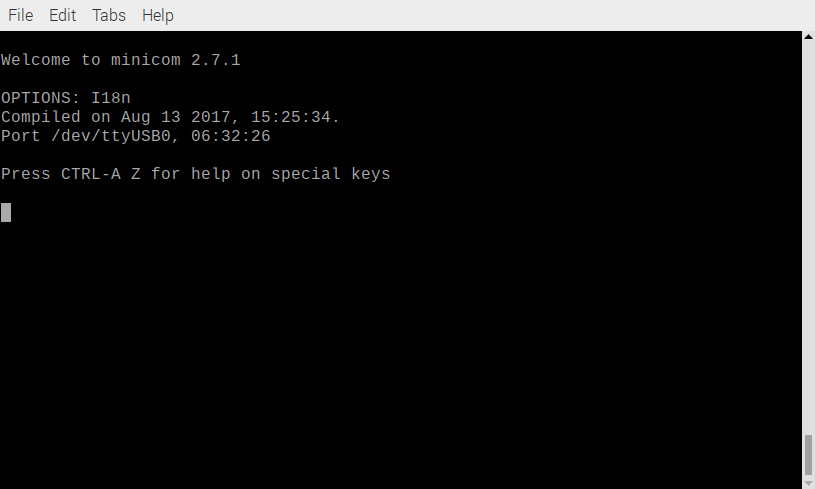 File Edit Tabs Help
Welcome to minicom 2.7.1
OPTIONS: I18n
Compiled on Aug 13 2017, 15:25:34.
Port /dev/ttyUSB0, 06:32:26
Press CTRL-A Z for help on special keys